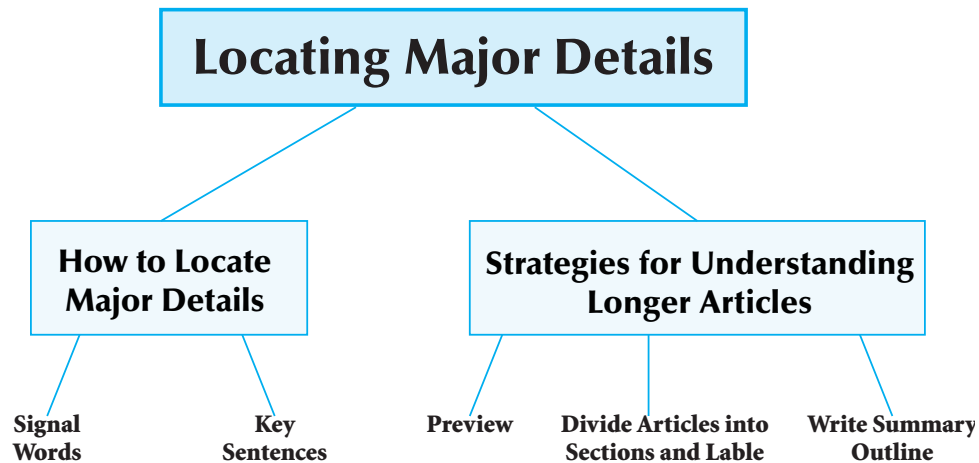 Locating Major Details
How to Locate
Major Details
Strategies for Understanding
Longer Articles
Signal
Words
Key
Sentences
Preview
Divide Articles into
Sections and Lable
Write Summary
Outline